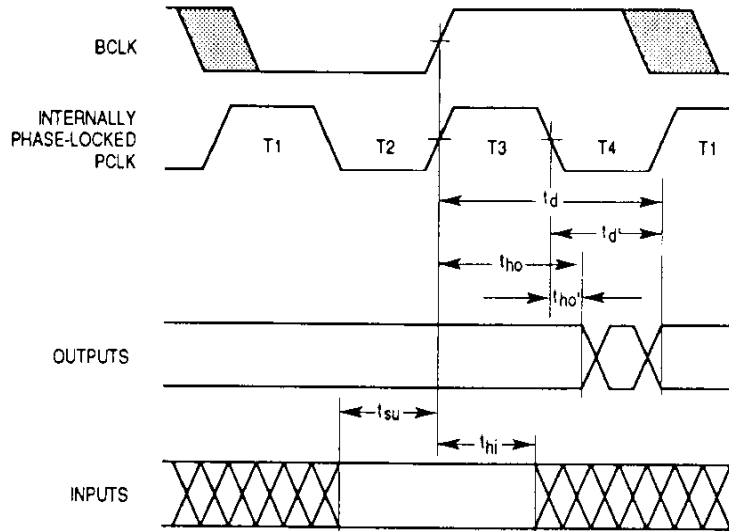 BCLK
INTERNALLY
PHASE-LOCKED
PCLK
T1 T2 T3 T4 T1
td
td'
tho
tho'
OUTPUTS
tsu
thi
INPUTS